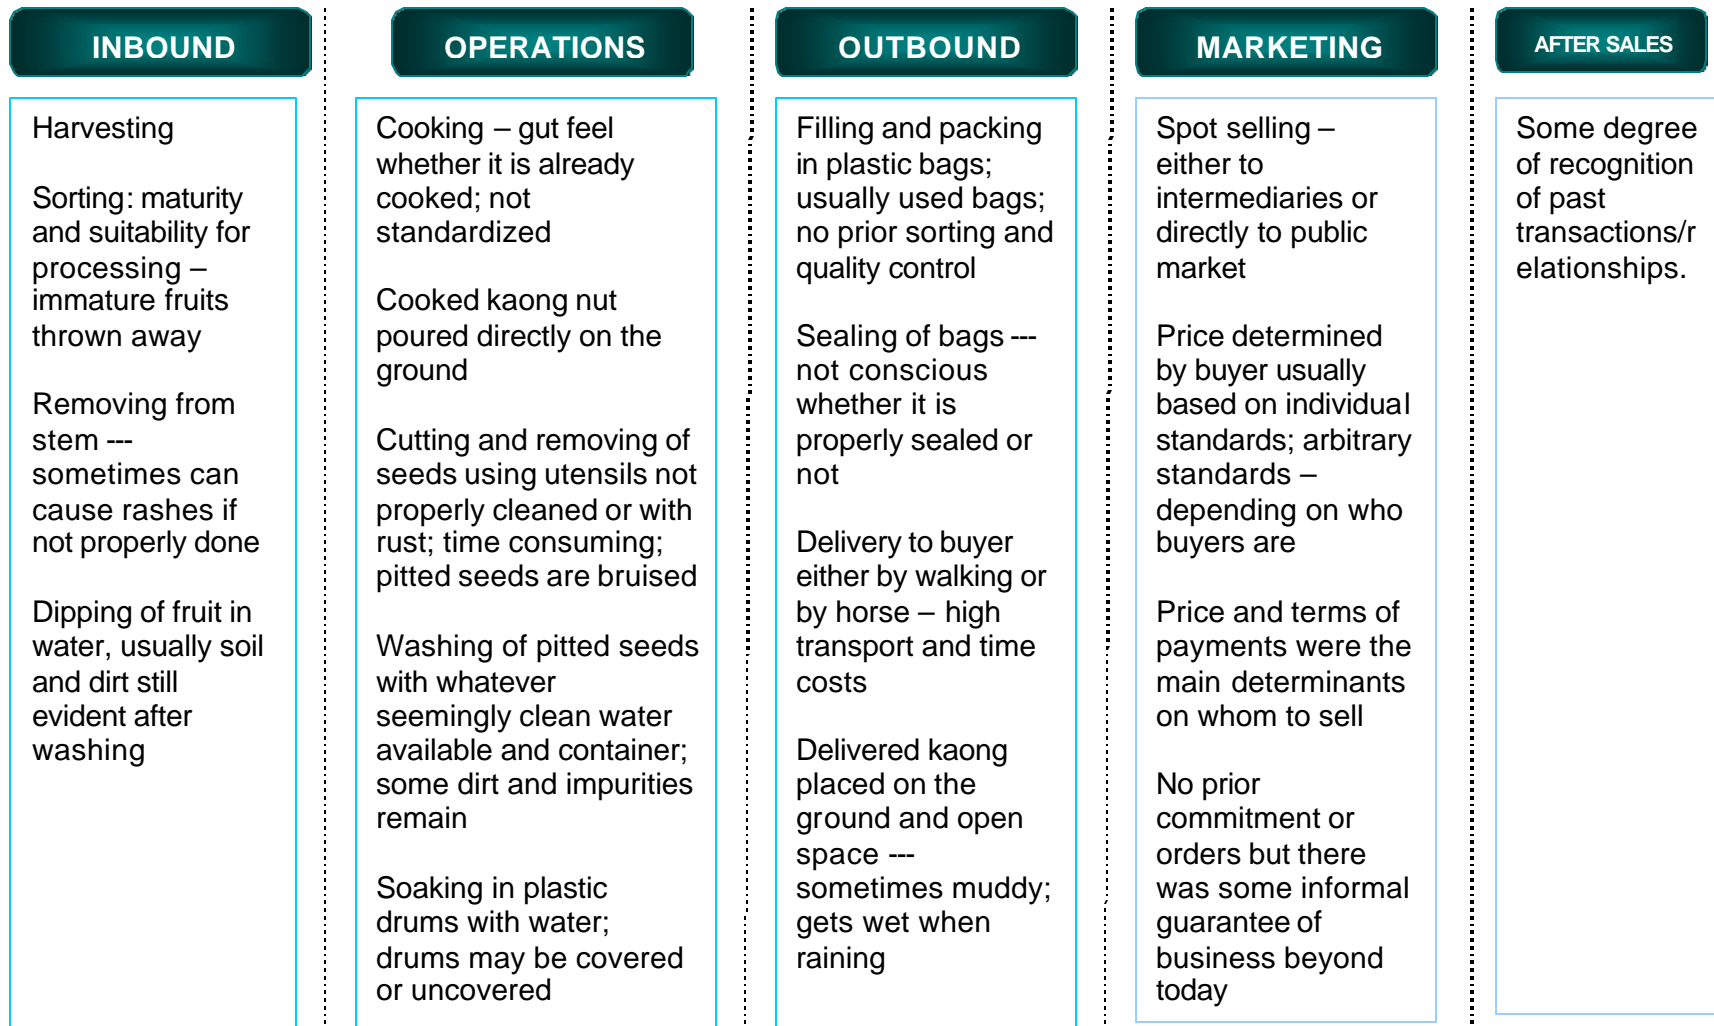 INBOUND
Harvesting
Sorting: maturity
and suitability for
processing –
immature fruits
thrown away
Removing from
stem ---
sometimes can
cause rashes if
not properly done
Dipping of fruit in
water, usually soil
and dirt still
evident after
washing
OPERATIONS
Cooking – gut feel
whether it is already
cooked; not
standardized
Cooked kaong nut
poured directly on the
ground
Cutting and removing of
seeds using utensils not
properly cleaned or with
rust; time consuming;
pitted seeds are bruised
Washing of pitted seeds
with whatever
seemingly clean water
available and container;
some dirt and impurities
remain
Soaking in plastic
drums with water;
drums may be covered
or uncovered
OUTBOUND
Filling and packing
in plastic bags;
usually used bags;
no prior sorting and
quality control
Sealing of bags ---
not conscious
whether it is
properly sealed or
not
Delivery to buyer
either by walking or
by horse – high
transport and time
costs
Delivered kaong
placed on the
ground and open
space ---
sometimes muddy;
gets wet when
raining
MARKETING
Spot selling –
either to
intermediaries or
directly to public
market
Price determined
by buyer usually
based on individual
standards; arbitrary
standards –
depending on who
buyers are
Price and terms of
payments were the
main determinants
on whom to sell
No prior
commitment or
orders but there
was some informal
guarantee of
business beyond
today
AFTER SALES
Some degree
of recognition
of past
transactions/r
elationships.